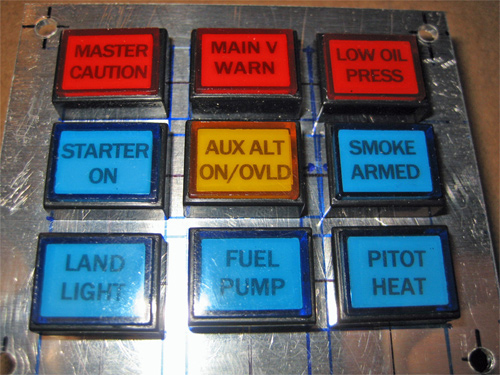 MASTER
CAUTION
MAIN V
WARN
LOW OIL
PRESS
STARTER
ON
AUX ALT
ON/OVLD
SMOKE
ARMED
LAND
LIGHT
FUEL
PUMP
PITOT
HEAT